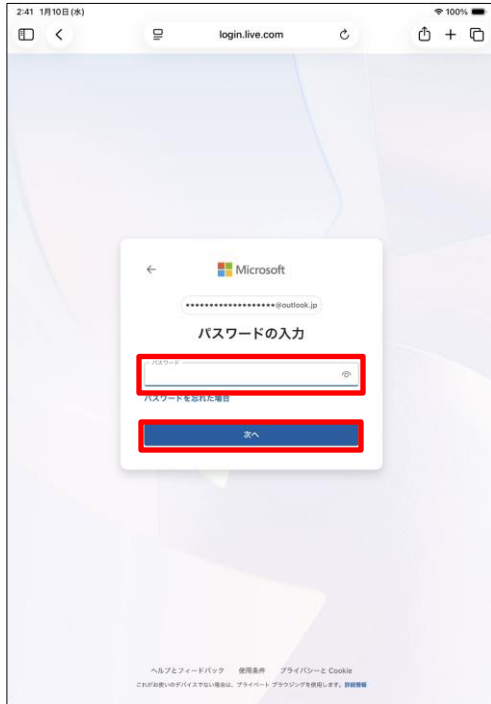 2:41 1月10日(水)
100%
login.live.com
Microsoft
••••••••••••••••••@outlook.jp
パスワードの入力
パスワード
パスワードを忘れた場合
次へ
ヘルプとフィードバック 使用条件 プライバシーと Cookie
これがお使いのデバイスでない場合は、プライベート ブラウジングを使用します。詳細情報